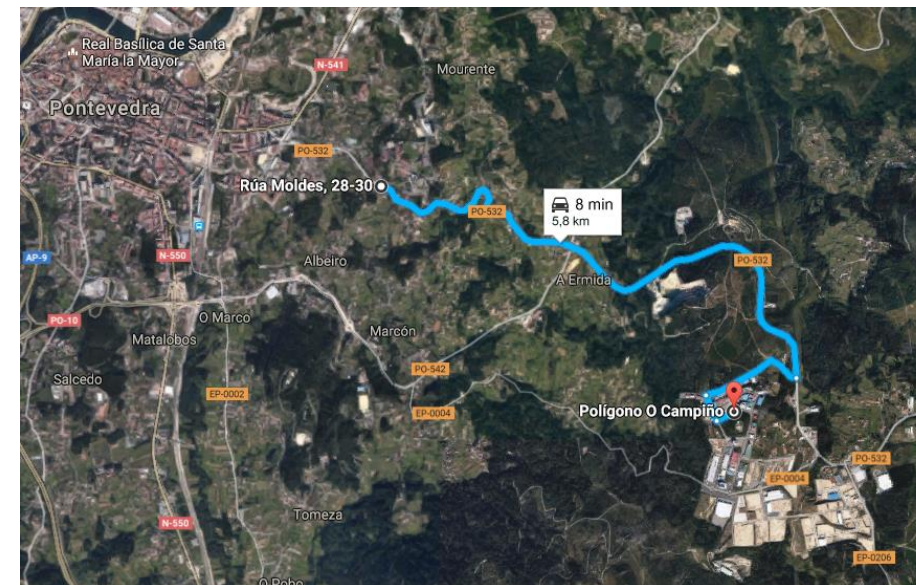 Real Basílica de Santa
María la Mayor
N-541
Mourente
Pontevedra
PO-532
Rúa Moldes, 28-30
PO-532
8 min
5,8 km
AP-9
N-550
Albeiro
A Ermida
PO-532
PO-10
O Marco
Matalobos
Marcón
Salcedo
EP-0002
PO-542
EP-0004
Polígono O Campiño
PO-532
EP-0004
Tomeza
N-550
EP-0206
O Pobo